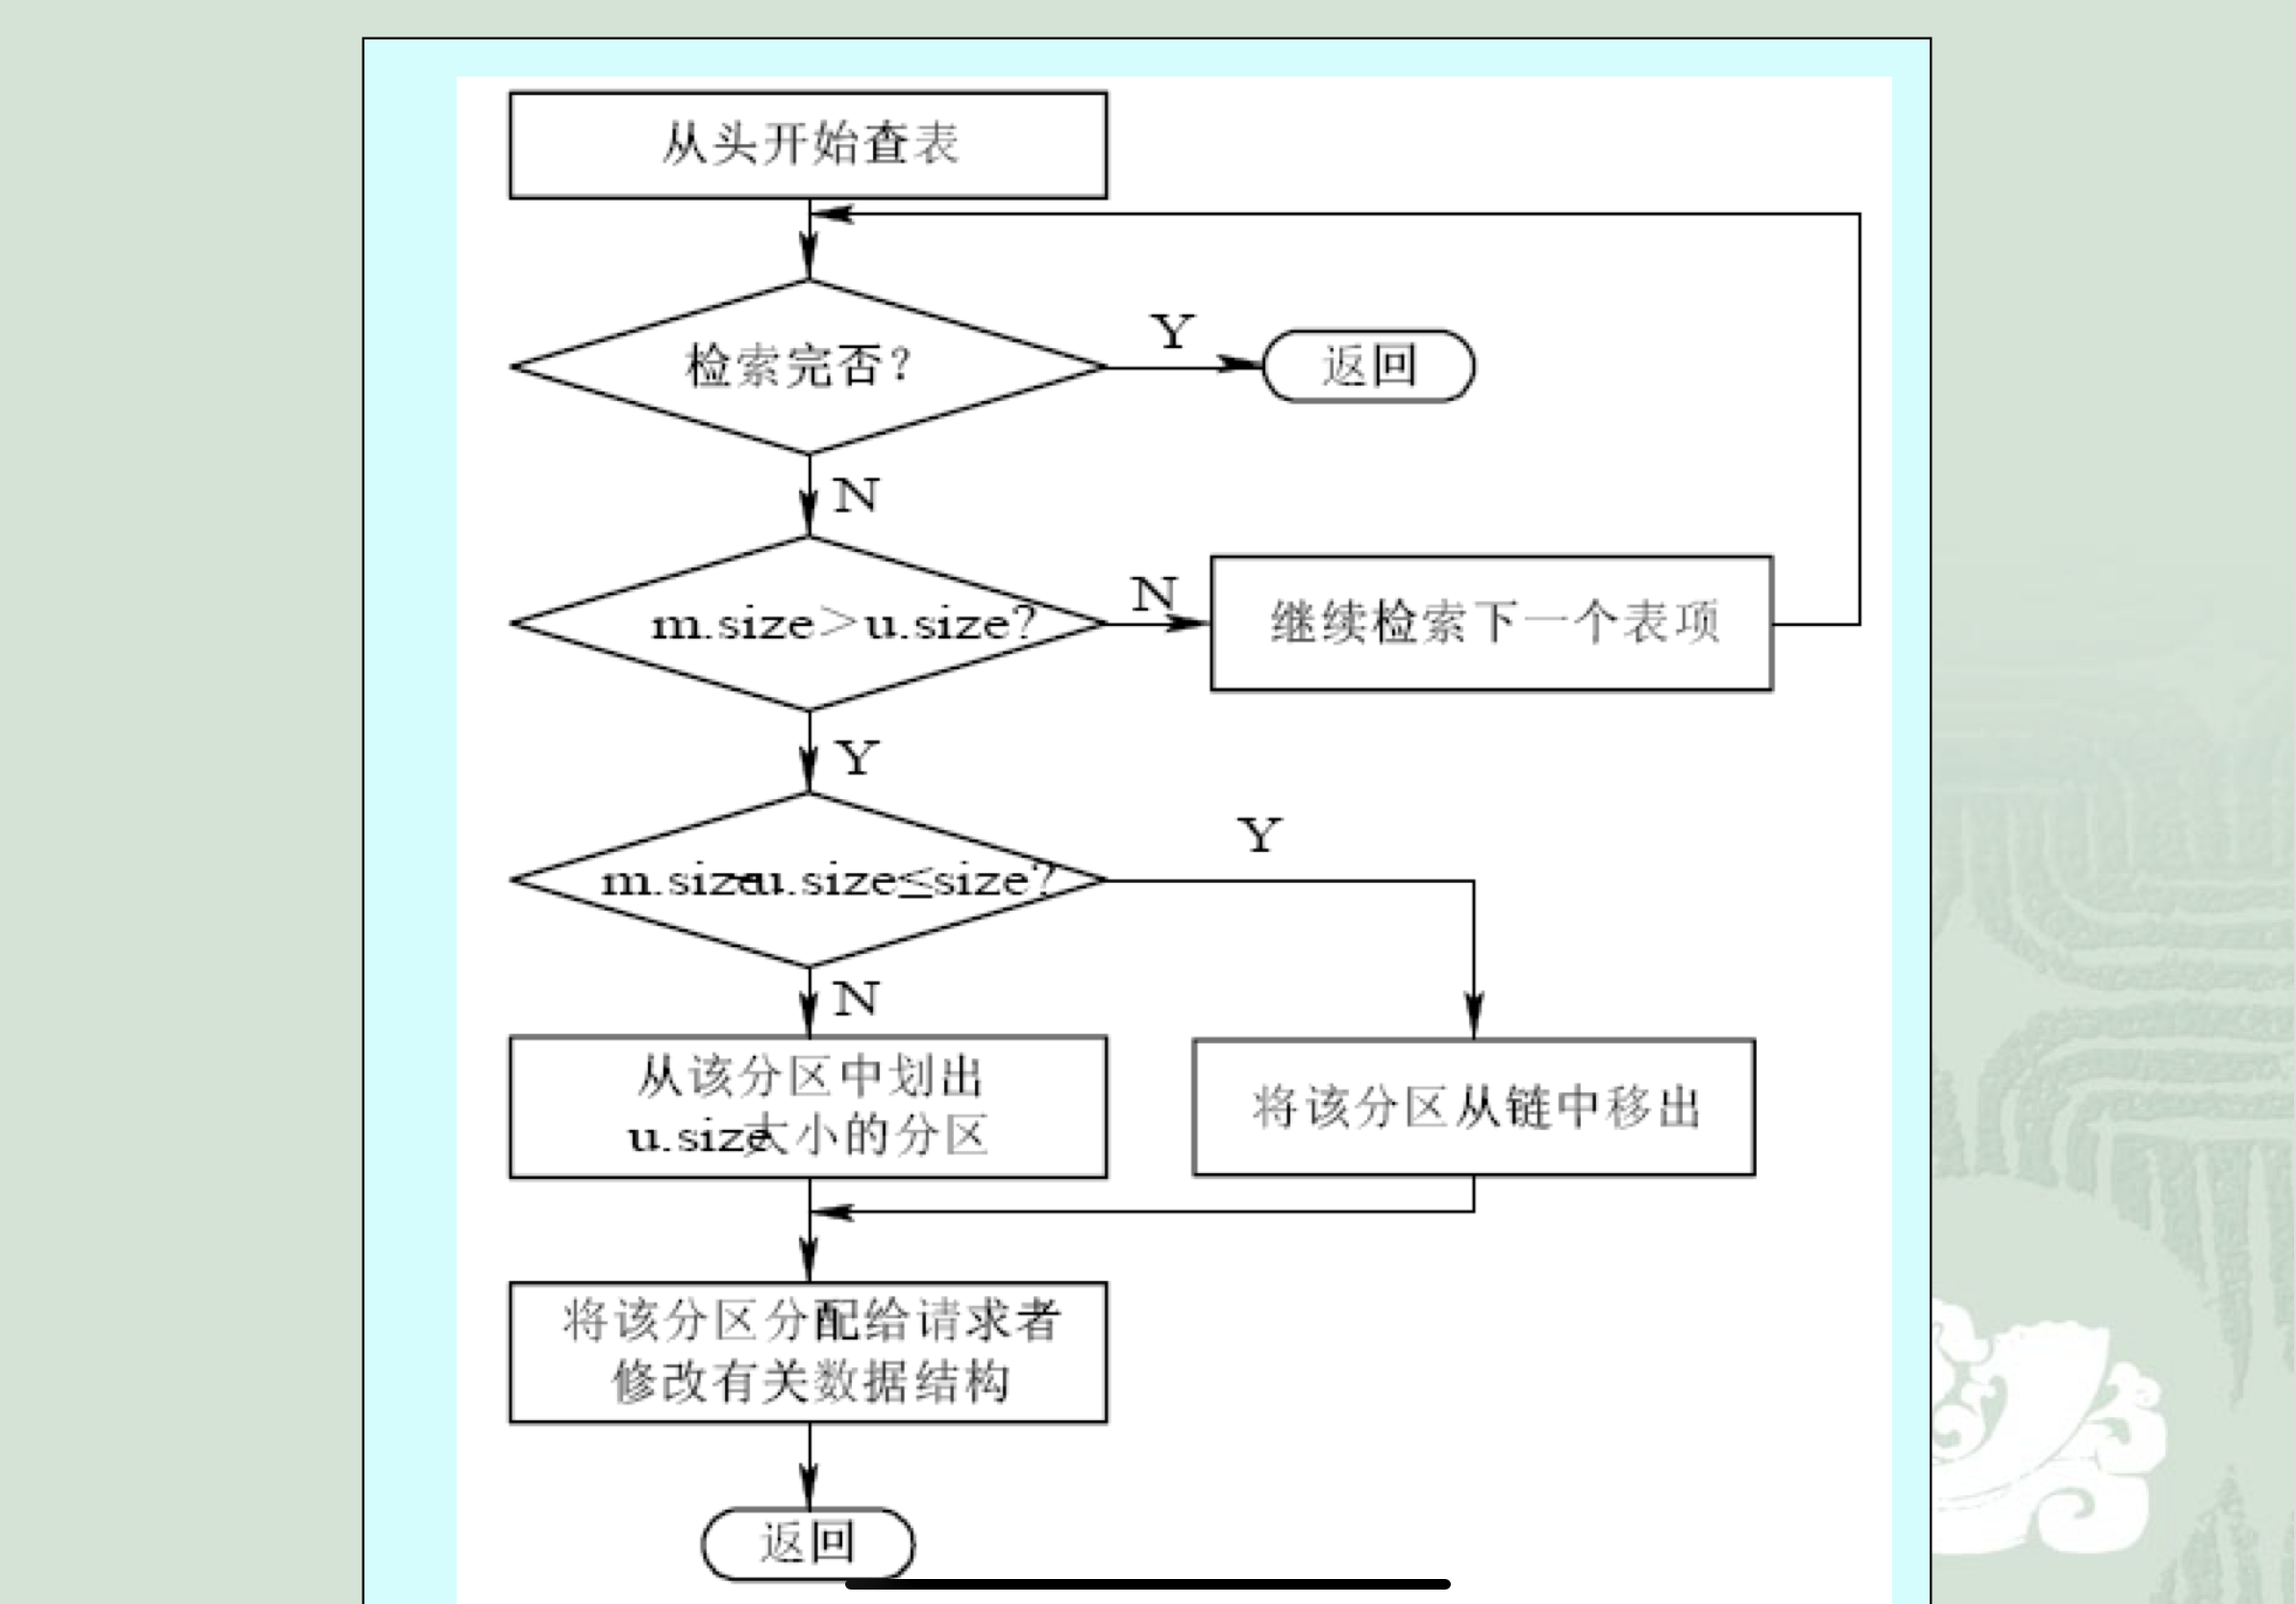 从头开始查表
检索完否？
Y
返回
N
m.size>u.size?
N
继续检索下一个表项
Y
m.size-u.size≤size?
Y
N
从该分区中划出
u.size大小的分区
将该分区从链中移出
将该分区分配给请求者
修改有关数据结构
返回